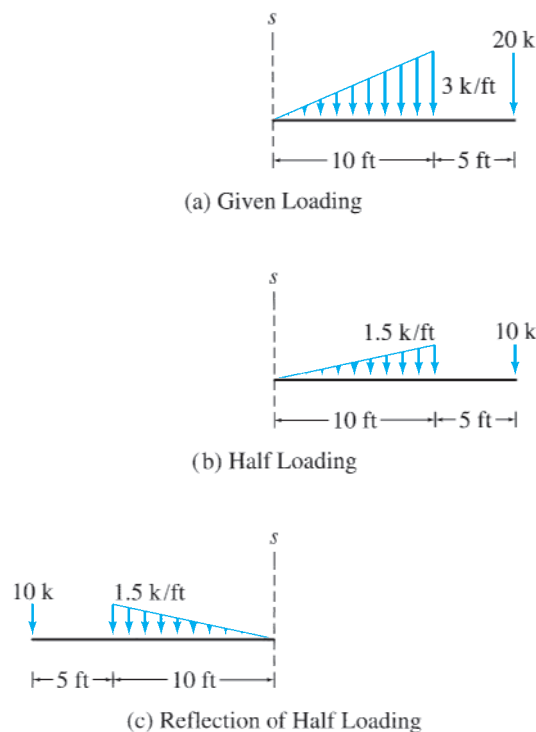 s
20 k
3 k/ft
10 ft
5 ft
(a) Given Loading
s
1.5 k/ft
10 k
10 ft
5 ft
(b) Half Loading
s
10 k
1.5 k/ft
5 ft
10 ft
(c) Reflection of Half Loading